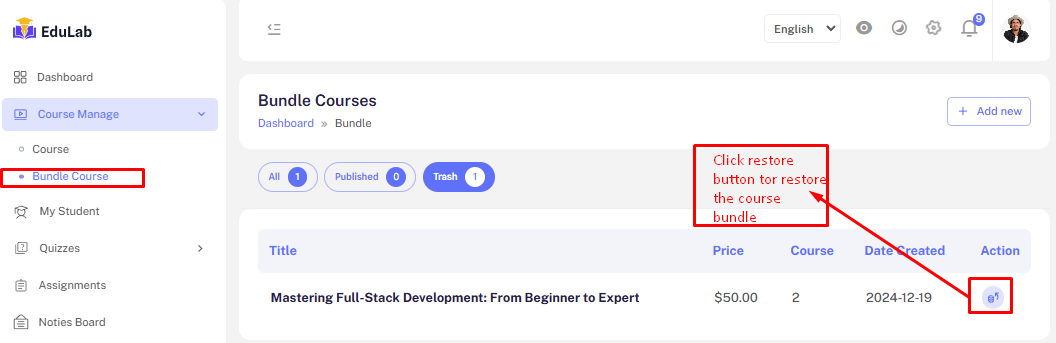 EduLab
Dashboard
Course Manage
Course
Bundle Course
My Student
Quizzes
Assignments
Noties Board
English
9
Bundle Courses
Dashboard » Bundle
+ Add new
All 1
Published 0
Trash 1
Click restore
button tor restore
the course
bundle
Title Price Course Date Created Action
Mastering Full-Stack Development: From Beginner to Expert $50.00 2 2024-12-19